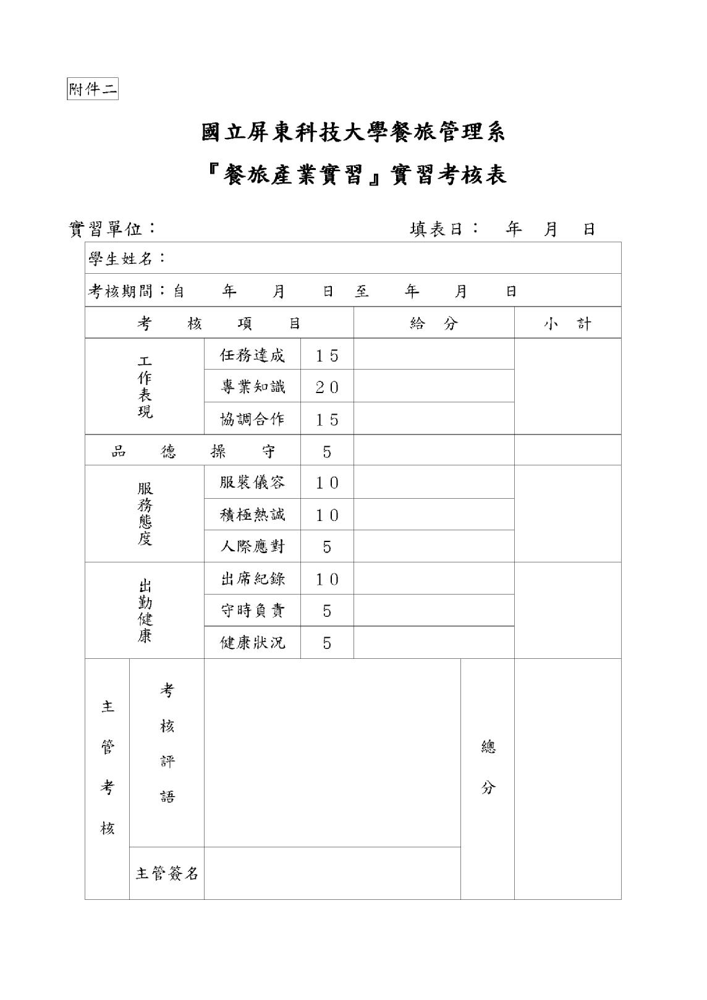 附件二
國立屏東科技大學餐旅管理系
『餐旅產業實習』實習考核表
實習單位： 填表日： 年 月 日
學生姓名：
考核期間：自 年 月 日 至 年 月 日
考 核 項 目 給 分 小 計
工作表現
任務達成 15
專業知識 20
協調合作 15
品 德 操 守 5
服務態度
服裝儀容 10
積極熱誠 10
人際應對 5
出勤健康
出席紀錄 10
守時負責 5
健康狀況 5
主管考核
考核評語
總分
主管簽名